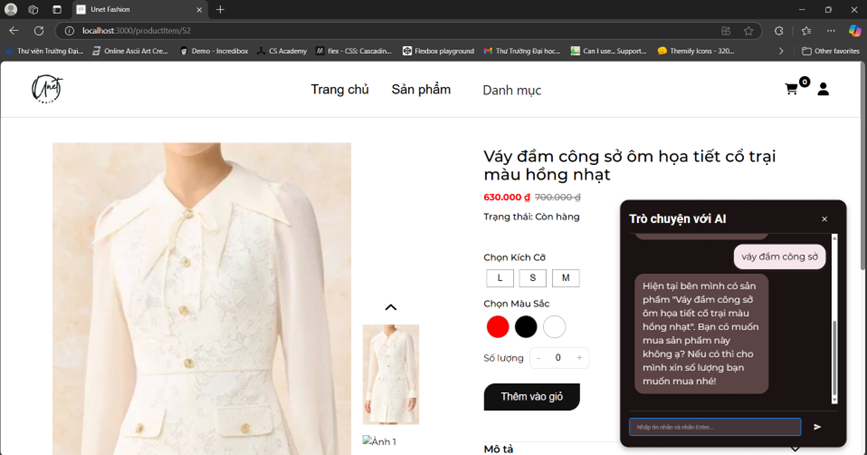 Unet Fashion
localhost:3000/productItem/52
Thư viện Trường Đại...
Online Ascii Art Cre...
Demo - Incredibox
CS Academy
flex - CSS: Cascadin...
Flexbox playground
Thư Trường Đại học...
Can I use... Support...
Themify Icons - 320...
Other favorites
Unet
Trang chủ
Sản phẩm
Danh mục
0
Váy đầm công sở ôm họa tiết cổ trại
màu hồng nhạt
630.000 ₫ 700.000 ₫
Trạng thái: Còn hàng
Chọn Kích Cỡ
L S M
Chọn Màu Sắc
Số lượng - 0 +
Thêm vào giỏ
Mô tả
Ảnh 1
Trò chuyện với AI
váy đầm công sở
Hiện tại bên mình có sản
phẩm "Váy đầm công sở
ôm họa tiết cổ trại màu
hồng nhạt". Bạn có muốn
mua sản phẩm này
không ạ? Nếu có thì cho
mình xin số lượng bạn
muốn mua nhé!
Nhập tin nhắn và nhấn Enter...